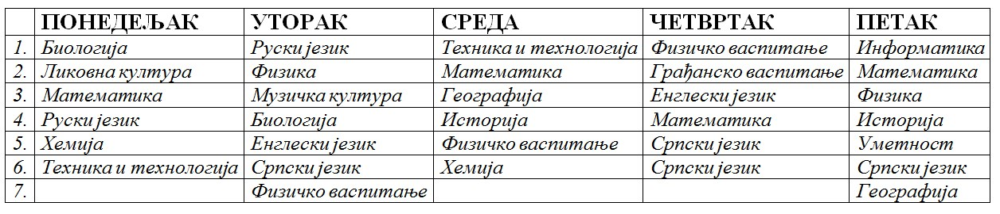 ПОНЕДЕЉАК УТОРАК СРЕДА ЧЕТВРТАК ПЕТАК
1. Биологија Руски језик Техника и технологија Физичко васпитање Информатика
2. Ликовна култура Физика Математика Грађанско васпитање Математика
3. Математика Музичка култура Географија Енглески језик Физика
4. Руски језик Биологија Историја Математика Историја
5. Хемија Енглески језик Физичко васпитање Српски језик Уметност
6. Техника и технологија Српски језик Хемија Српски језик Српски језик
7. Физичко васпитање Географија